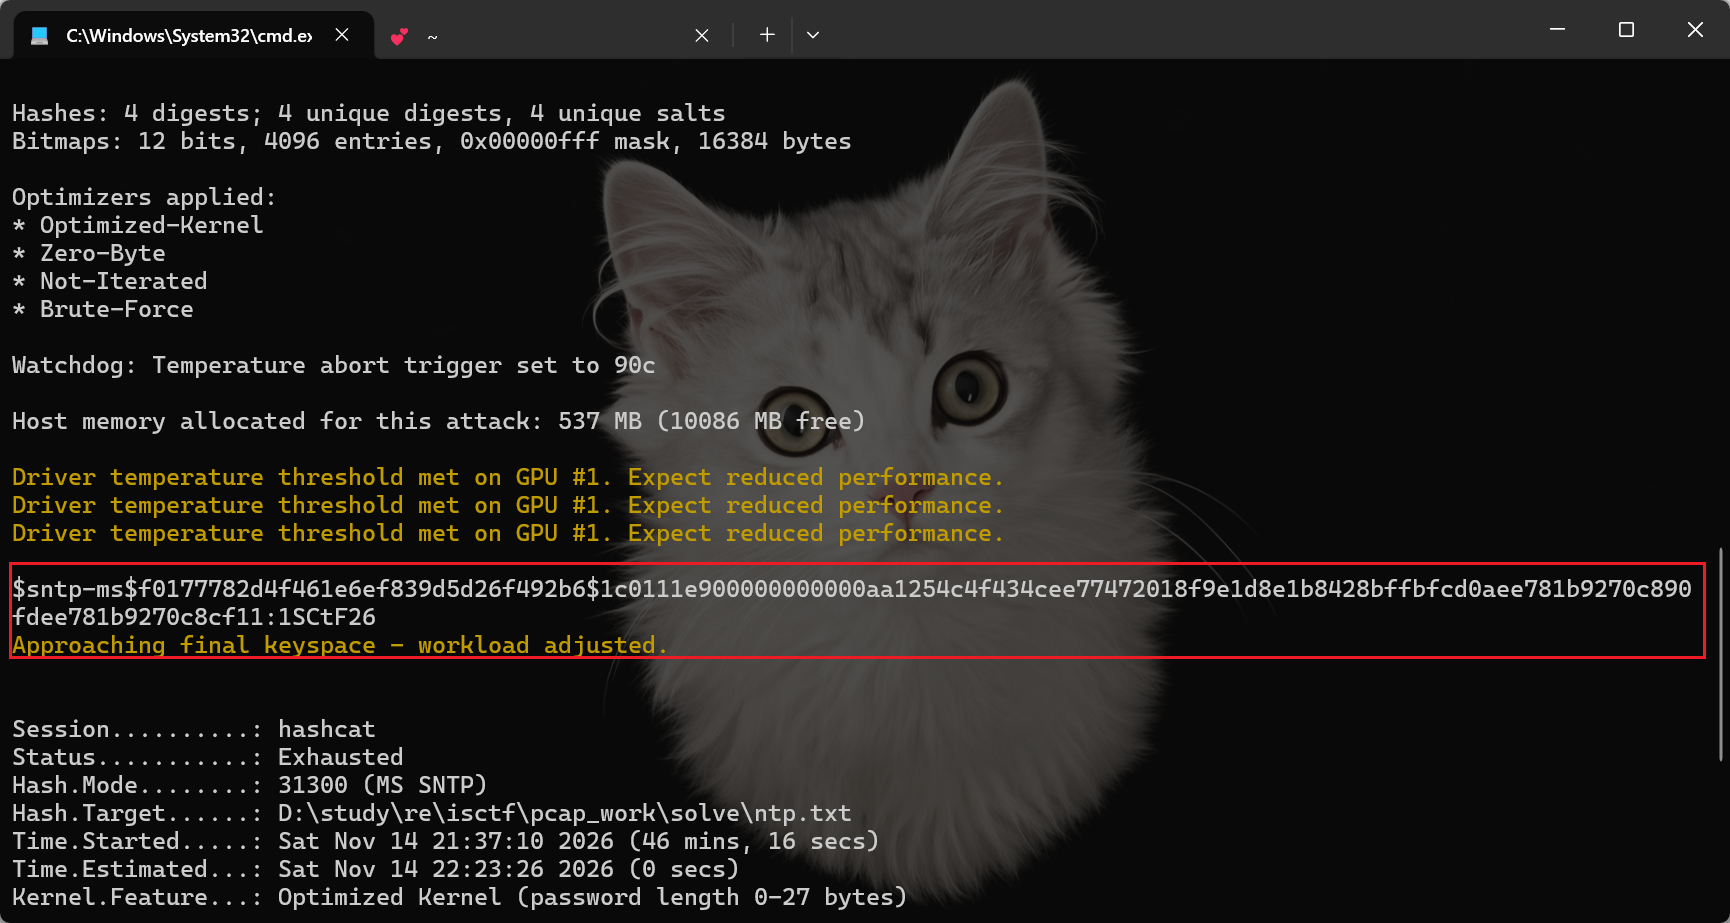 C:\Windows\System32\cmd.ex
~
Hashes: 4 digests; 4 unique digests, 4 unique salts
Bitmaps: 12 bits, 4096 entries, 0x00000fff mask, 16384 bytes
Optimizers applied:
* Optimized-Kernel
* Zero-Byte
* Not-Iterated
* Brute-Force
Watchdog: Temperature abort trigger set to 90c
Host memory allocated for this attack: 537 MB (10086 MB free)
Driver temperature threshold met on GPU #1. Expect reduced performance.
Driver temperature threshold met on GPU #1. Expect reduced performance.
Driver temperature threshold met on GPU #1. Expect reduced performance.
$sntp-ms$f0177782d4f461e6ef839d5d26f492b6$1c0111e900000000000aa1254c4f434cee77472018f9e1d8e1b8428bffbfcd0aee781b9270c890
fdee781b9270c8cf11:1SCtF26
Approaching final keyspace - workload adjusted.
Session..........: hashcat
Status...........: Exhausted
Hash.Mode........: 31300 (MS SNTP)
Hash.Target......: D:\study\re\isctf\pcap_work\solve\ntp.txt
Time.Started.....: Sat Nov 14 21:37:10 2026 (46 mins, 16 secs)
Time.Estimated...: Sat Nov 14 22:23:26 2026 (0 secs)
Kernel.Feature...: Optimized Kernel (password length 0-27 bytes)